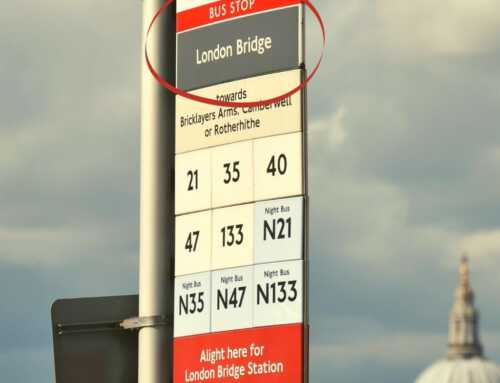 BUS STOP
London Bridge
towards
Bricklayers Arms, Camberwell
or Rotherhithe
21 35 40
47 133 Night Bus N21
Night Bus Night Bus Night Bus
N35 N47 N133
Alight here for
London Bridge Station